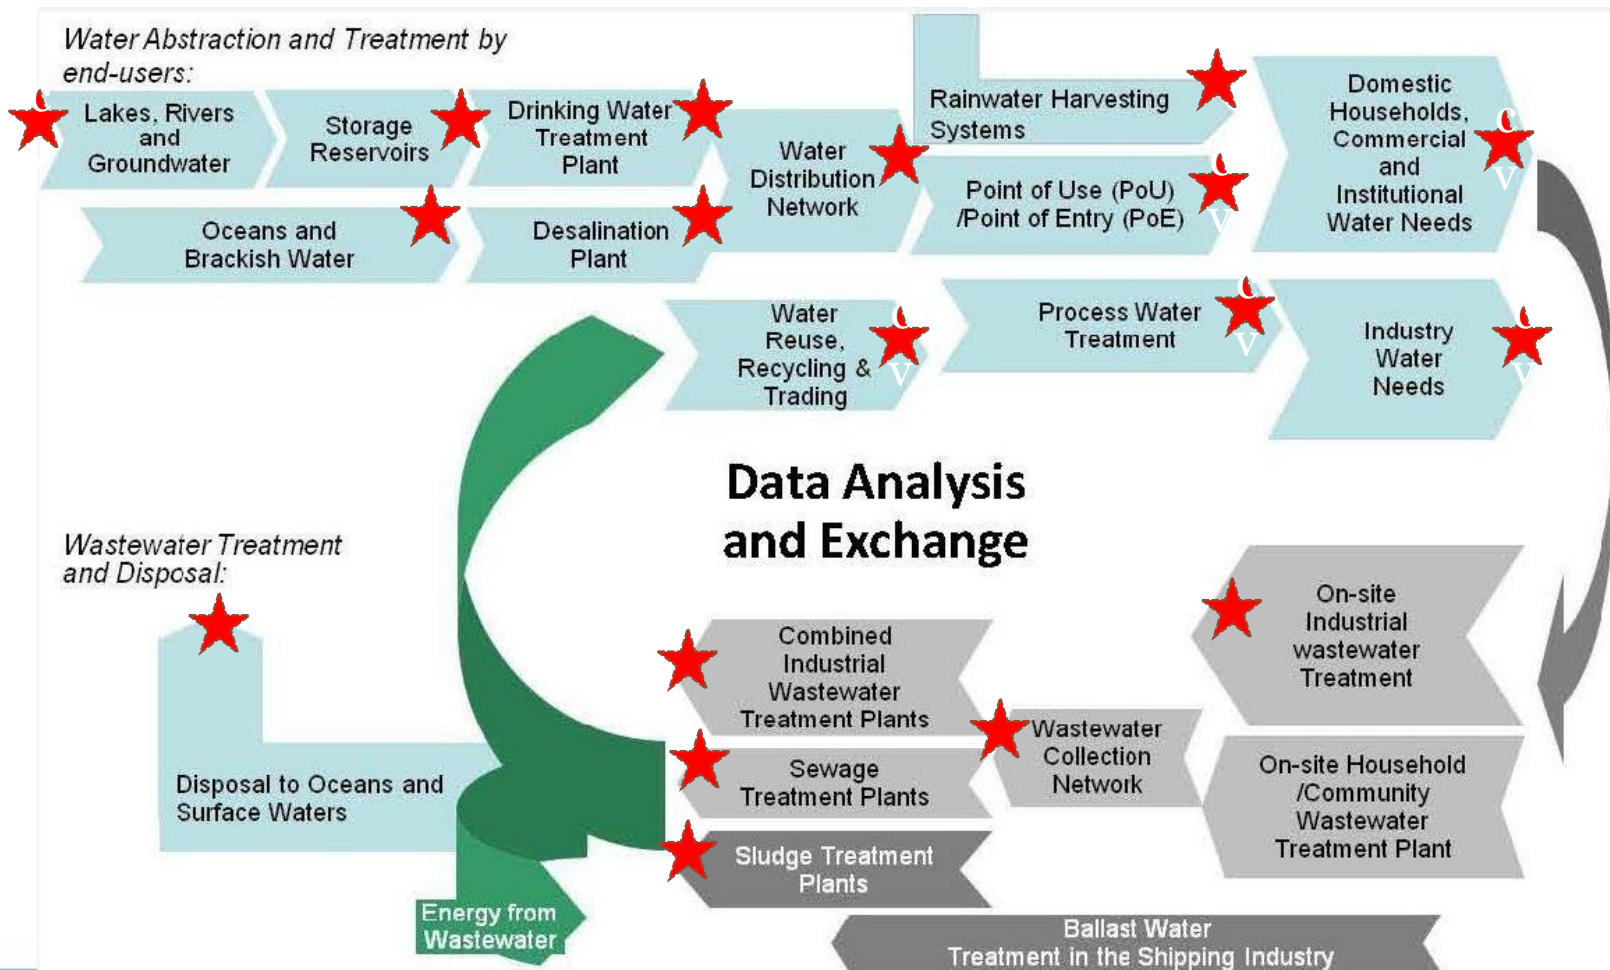 Water Abstraction and Treatment by
end-users:
Lakes, Rivers
and
Groundwater
Storage
Reservoirs
Drinking Water
Treatment
Plant
Water
Distribution
Network
Rainwater Harvesting
Systems
Point of Use (PoU)
/Point of Entry (PoE)
Domestic
Households,
Commercial
and
Institutional
Water Needs
Oceans and
Brackish Water
Desalination
Plant
Water
Reuse,
Recycling &
Trading
Process Water
Treatment
Industry
Water
Needs
Data Analysis
and Exchange
Wastewater Treatment
and Disposal:
Disposal to Oceans and
Surface Waters
Energy from
Wastewater
Combined
Industrial
Wastewater
Treatment Plants
Sewage
Treatment Plants
Sludge Treatment
Plants
Wastewater
Collection
Network
On-site
Industrial
wastewater
Treatment
On-site Household
/Community
Wastewater
Treatment Plant
Ballast Water
Treatment in the Shipping Industry